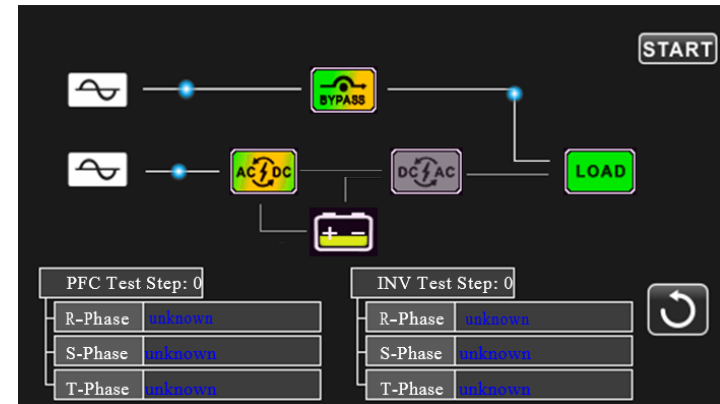 START
BYPASS
AC DC
DC AC
LOAD
+ -
PFC Test Step: 0
R-Phase unknown
S-Phase unknown
T-Phase unknown
INV Test Step: 0
R-Phase unknown
S-Phase unknown
T-Phase unknown